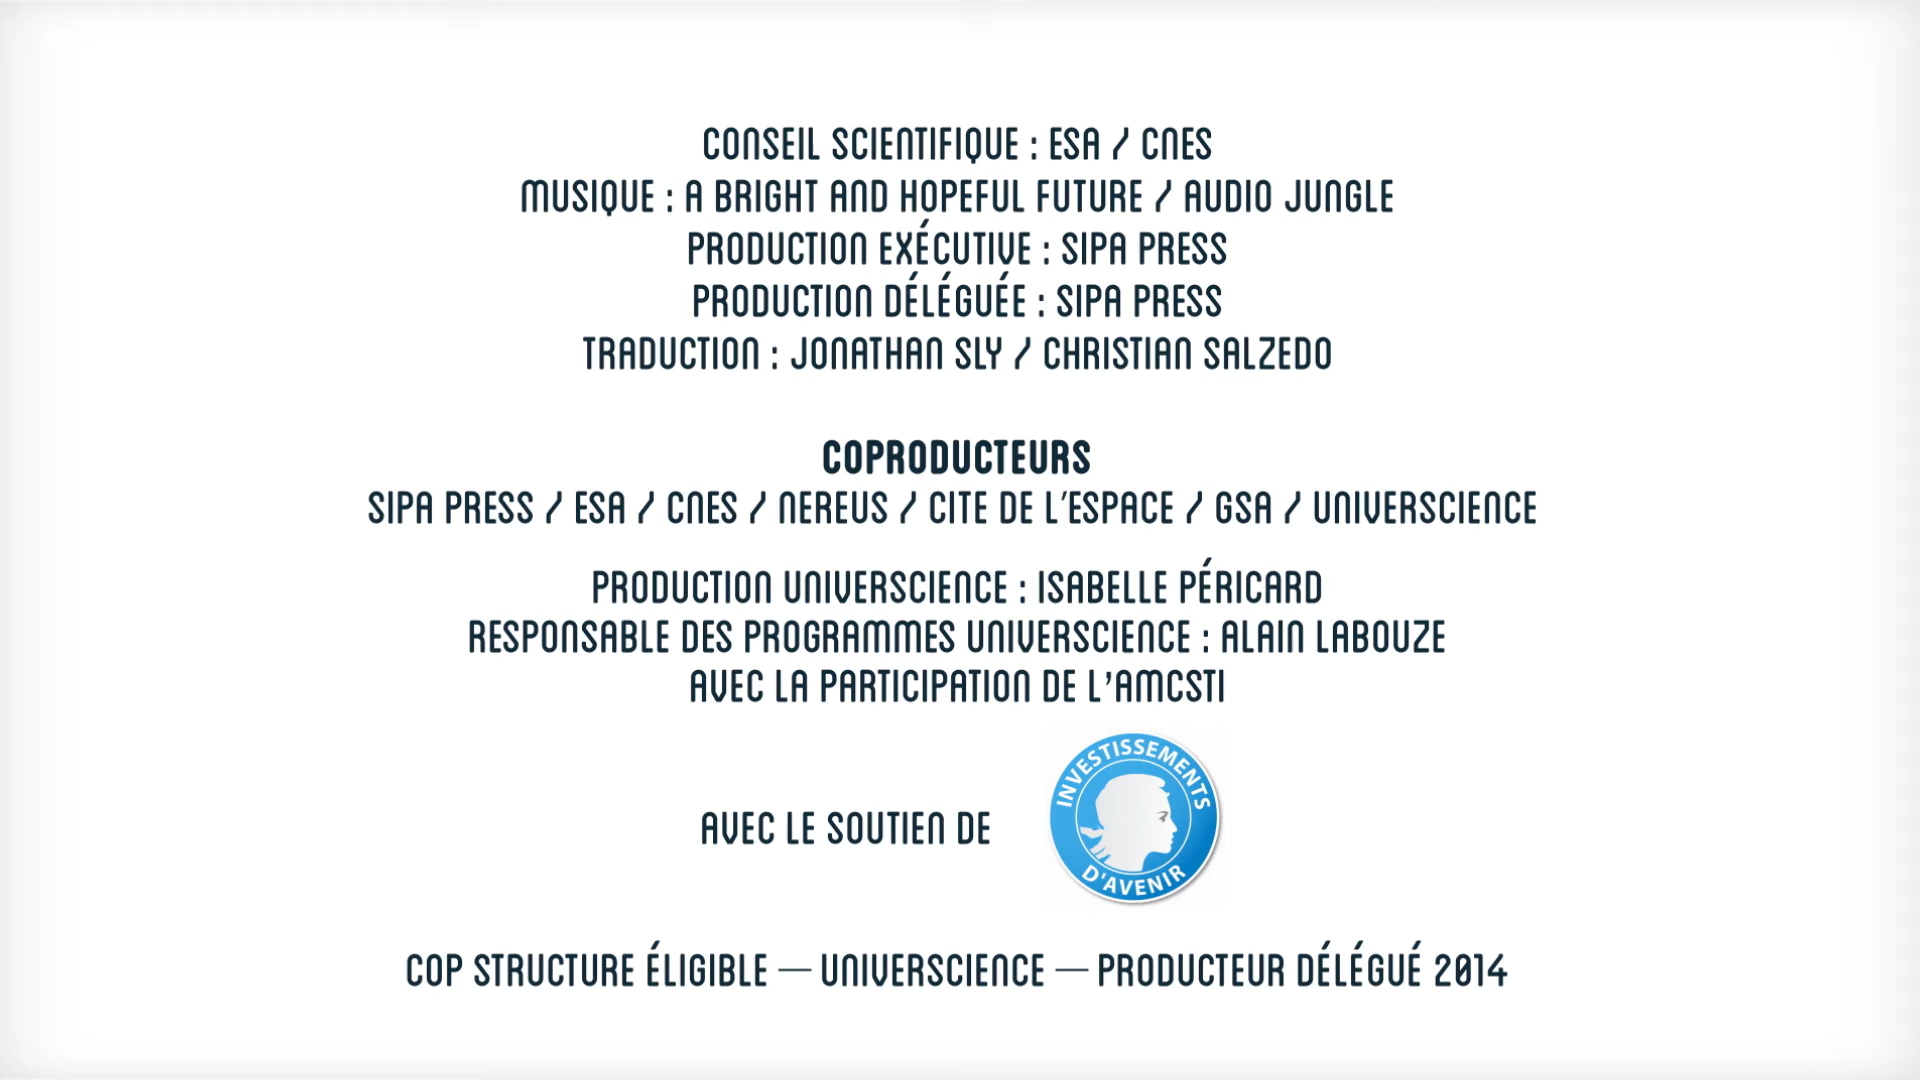 CONSEIL SCIENTIFIQUE : ESA / CNES
MUSIQUE : A BRIGHT AND HOPEFUL FUTURE / AUDIO JUNGLE
PRODUCTION EXÉCUTIVE : SIPA PRESS
PRODUCTION DÉLÉGUÉE : SIPA PRESS
TRADUCTION : JONATHAN SLY / CHRISTIAN SALZEDO
COPRODUCTEURS
SIPA PRESS / ESA / CNES / NEREUS / CITE DE L'ESPACE / GSA / UNIVERSCIENCE
PRODUCTION UNIVERSCIENCE : ISABELLE PÉRICARD
RESPONSABLE DES PROGRAMMES UNIVERSCIENCE : ALAIN LABOUZE
AVEC LA PARTICIPATION DE L'AMCSTI
AVEC LE SOUTIEN DE
INVESTISSEMENTS
D'AVENIR
COP STRUCTURE ÉLIGIBLE — UNIVERSCIENCE — PRODUCTEUR DÉLÉGUÉ 2014